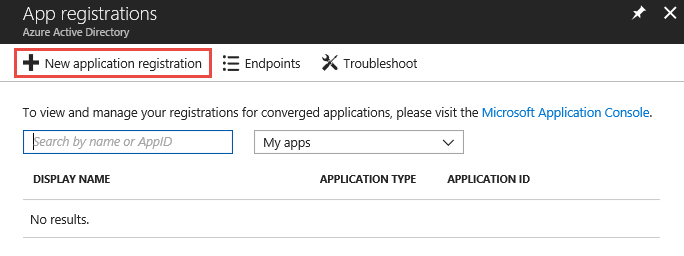 App registrations
Azure Active Directory
New application registration Endpoints Troubleshoot
To view and manage your registrations for converged applications, please visit the Microsoft Application Console.
Search by name or AppID My apps
DISPLAY NAME APPLICATION TYPE APPLICATION ID
No results.